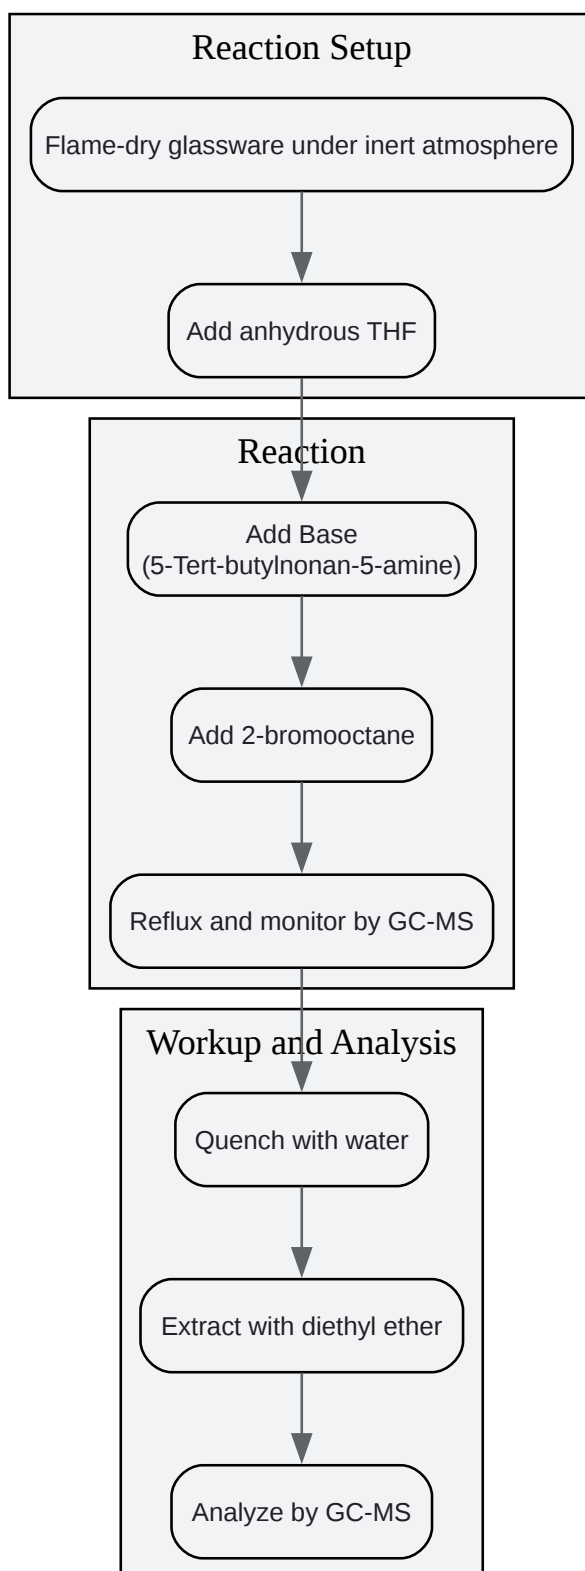 Reaction Setup
Flame-dry glassware under inert atmosphere
Add anhydrous THF
Reaction
Add Base
(5-Tert-butylnonan-5-amine)
Add 2-bromooctane
Reflux and monitor by GC-MS
Workup and Analysis
Quench with water
Extract with diethyl ether
Analyze by GC-MS